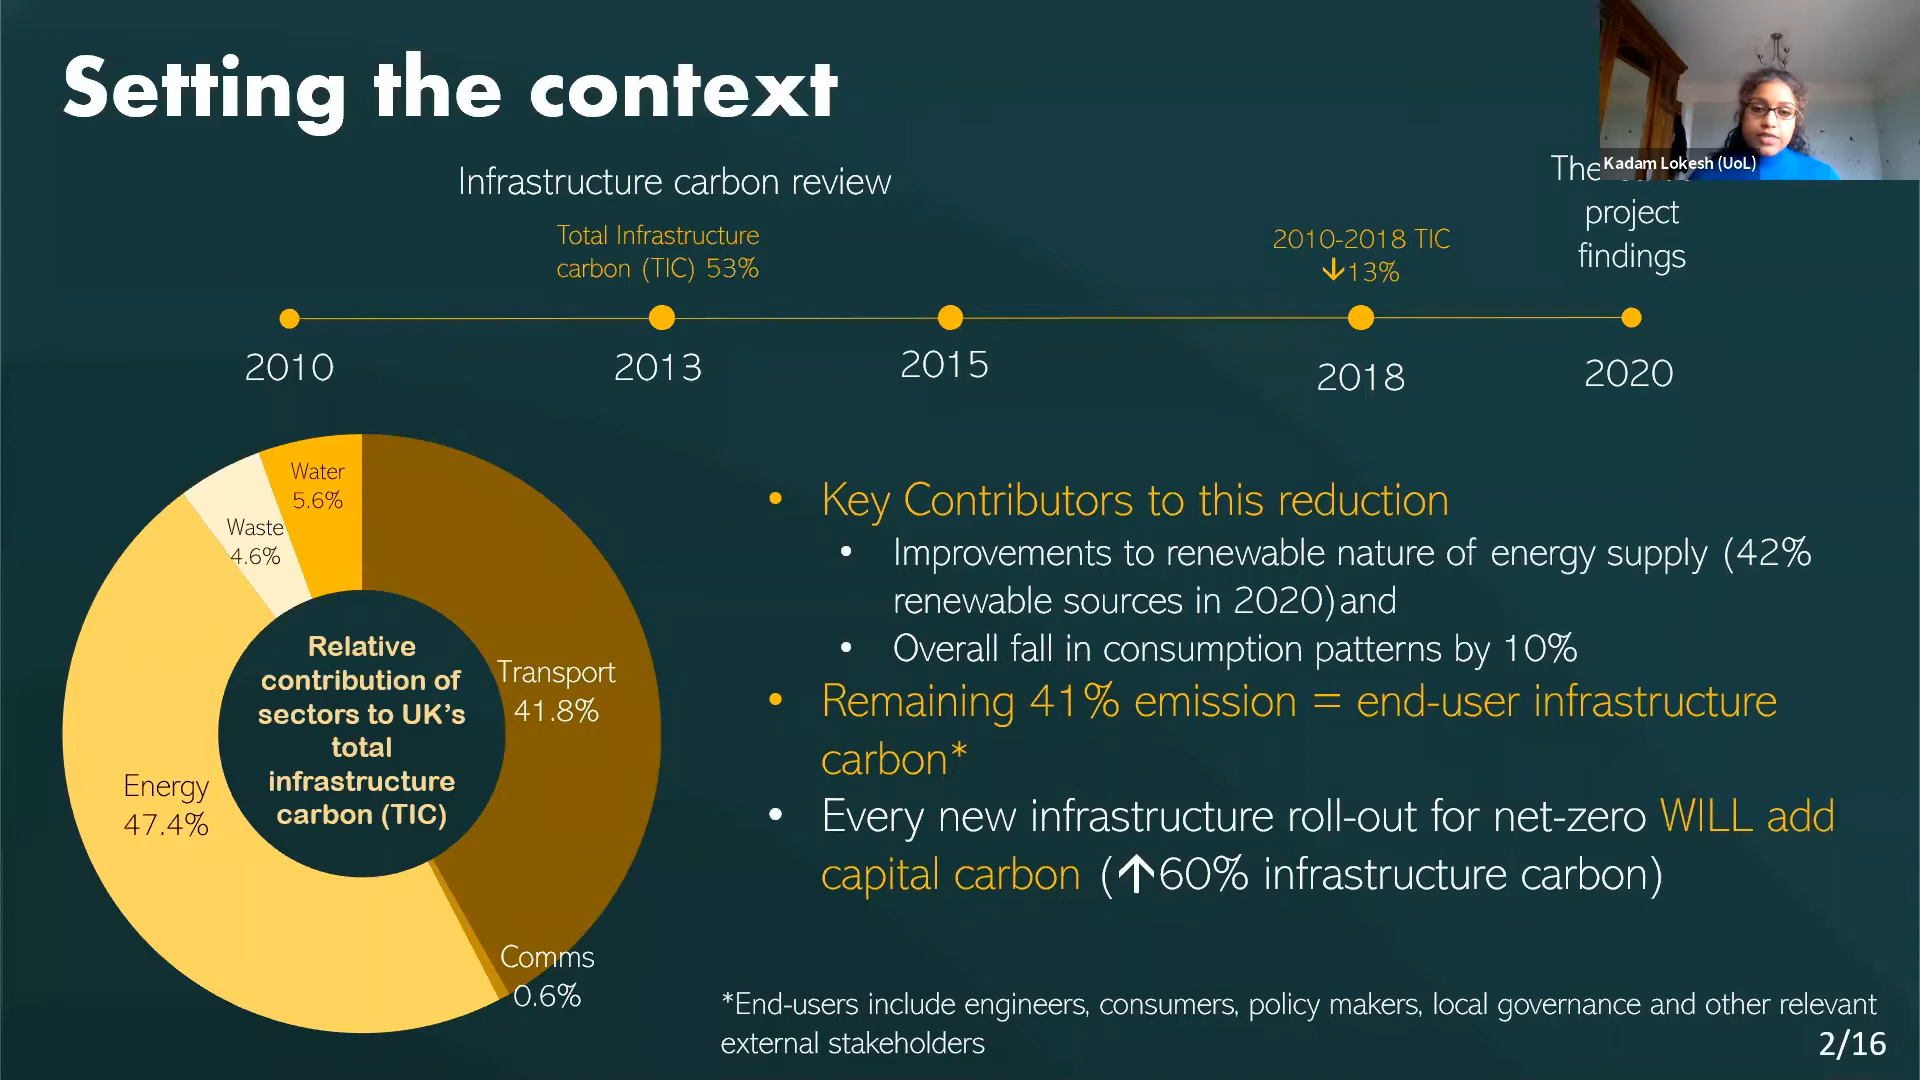 Setting the context
Kadam Lokesh (UoL)
Infrastructure carbon review
The
project
findings
Total Infrastructure
carbon (TIC) 53%
2010-2018 TIC
↓13%
2010
2013
2015
2018
2020
Water
5.6%
Waste
4.6%
Transport
41.8%
Energy
47.4%
Comms
0.6%
Relative
contribution of
sectors to UK's
total
infrastructure
carbon (TIC)
• Key Contributors to this reduction
• Improvements to renewable nature of energy supply (42%
renewable sources in 2020)and
• Overall fall in consumption patterns by 10%
• Remaining 41% emission = end-user infrastructure
carbon*
• Every new infrastructure roll-out for net-zero WILL add
capital carbon (↑60% infrastructure carbon)
*End-users include engineers, consumers, policy makers, local governance and other relevant
external stakeholders
2/16